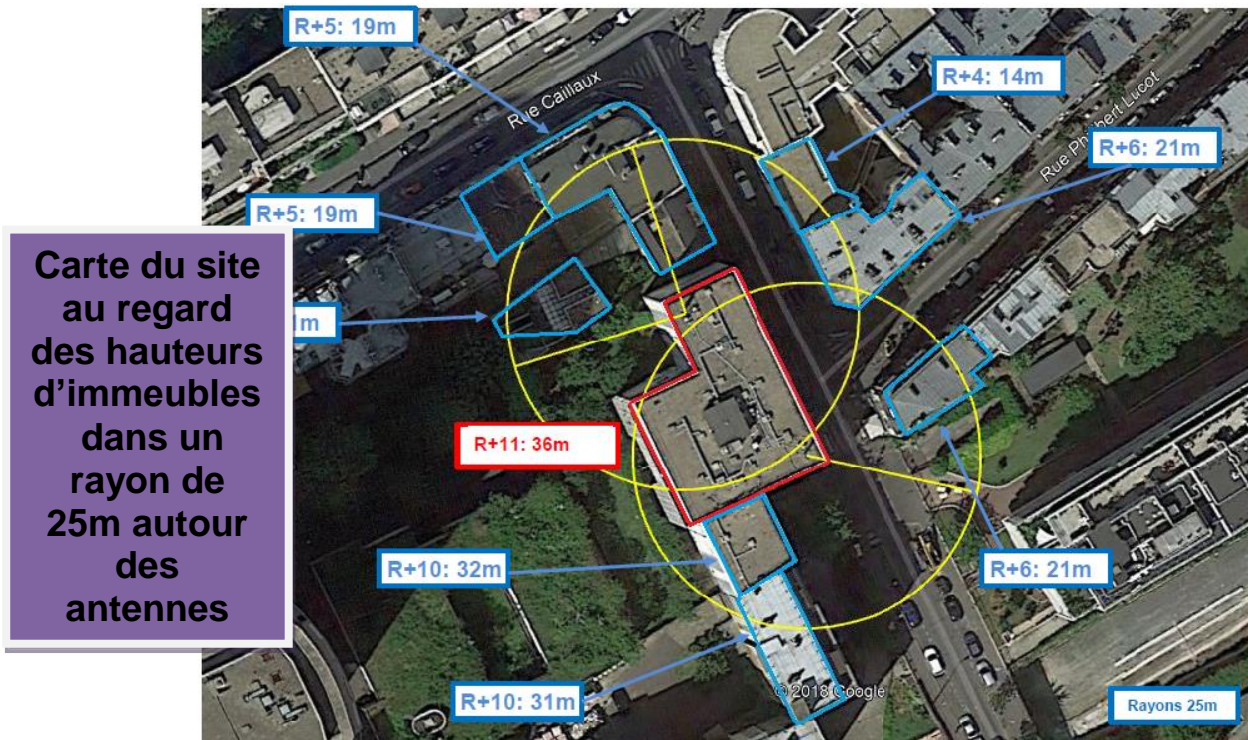 R+5: 19m
Rue Caillaux
R+4: 14m
Rue Philibert Lucot
R+6: 21m
R+5: 19m
Carte du site
au regard
des hauteurs
d’immeubles
dans un
rayon de
25m autour
des
antennes
R+11: 36m
R+10: 32m
R+6: 21m
R+10: 31m
© 2018 Google
Rayons 25m